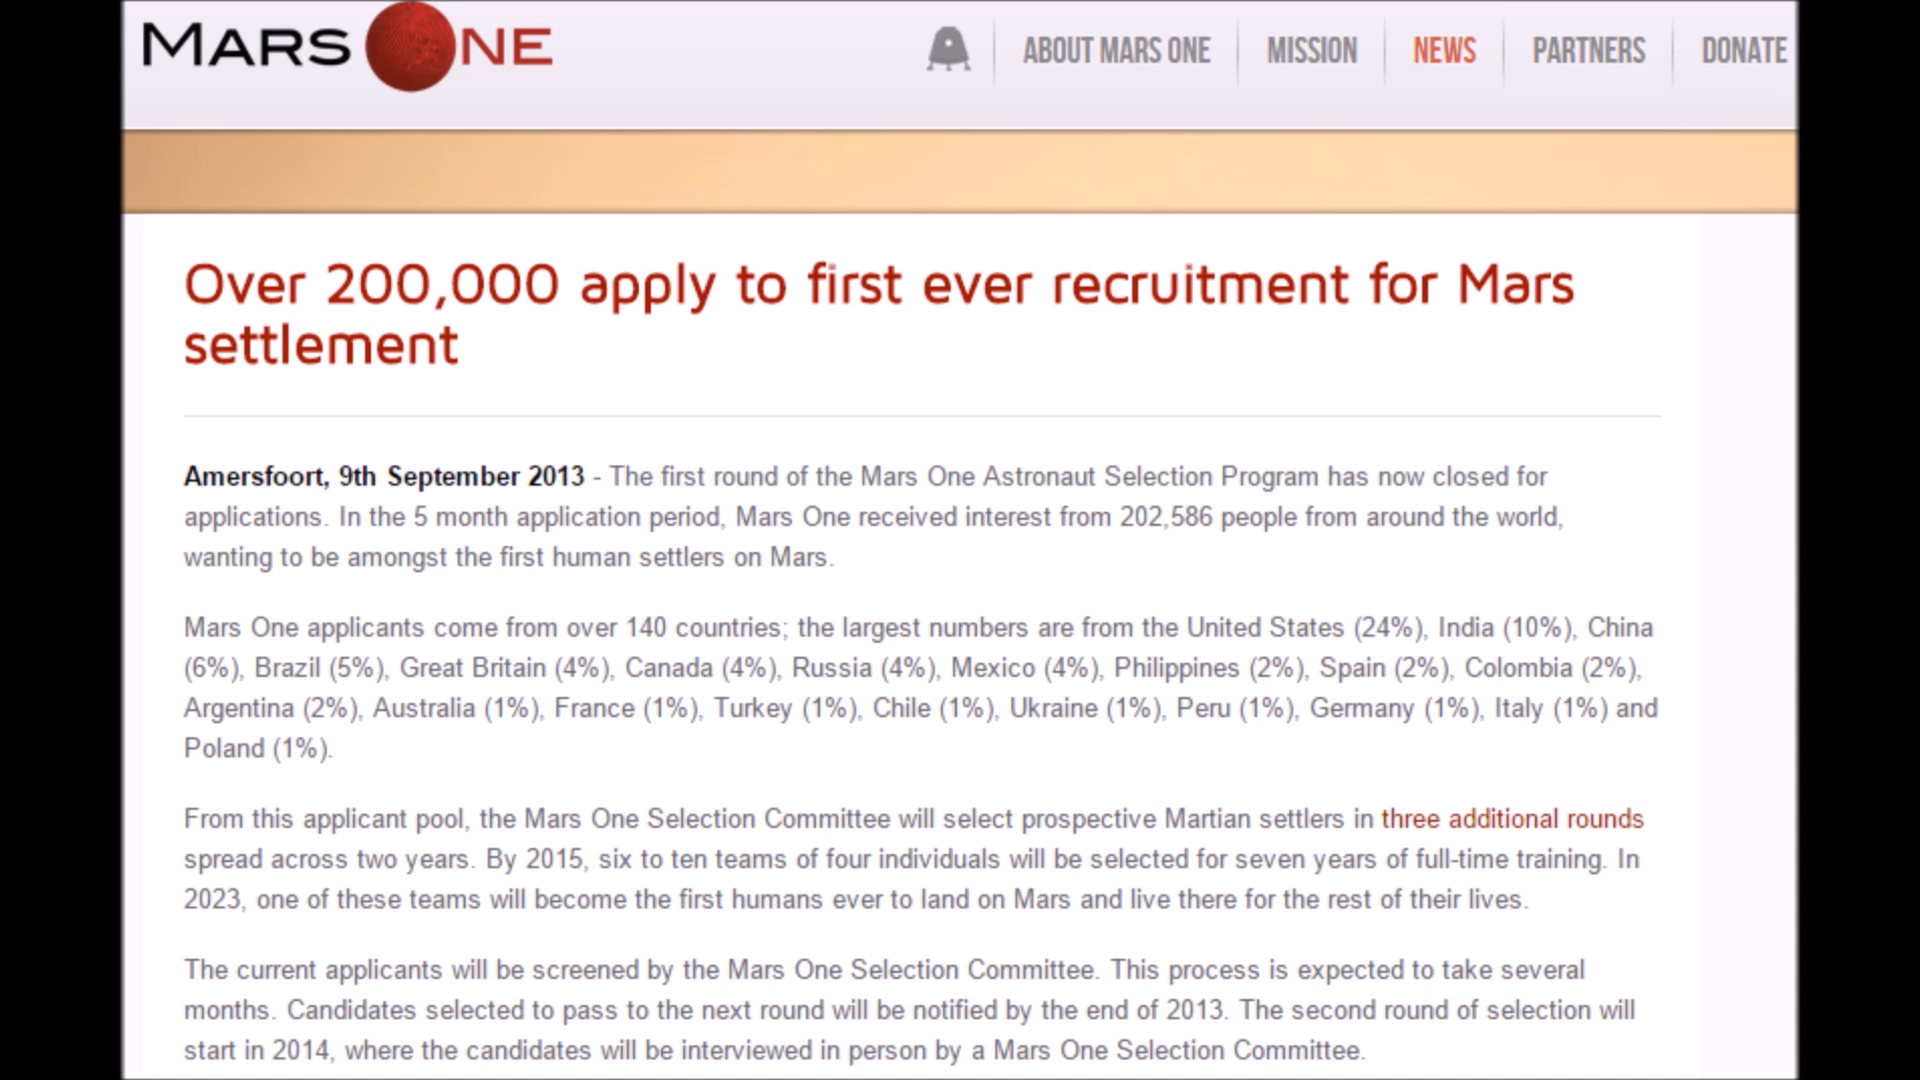 MARS ONE
ABOUT MARS ONE
MISSION
NEWS
PARTNERS
DONATE
Over 200,000 apply to first ever recruitment for Mars
settlement
Amersfoort, 9th September 2013 - The first round of the Mars One Astronaut Selection Program has now closed for
applications. In the 5 month application period, Mars One received interest from 202,586 people from around the world,
wanting to be amongst the first human settlers on Mars.
Mars One applicants come from over 140 countries; the largest numbers are from the United States (24%), India (10%), China
(6%), Brazil (5%), Great Britain (4%), Canada (4%), Russia (4%), Mexico (4%), Philippines (2%), Spain (2%), Colombia (2%),
Argentina (2%), Australia (1%), France (1%), Turkey (1%), Chile (1%), Ukraine (1%), Peru (1%), Germany (1%), Italy (1%) and
Poland (1%).
From this applicant pool, the Mars One Selection Committee will select prospective Martian settlers in three additional rounds
spread across two years. By 2015, six to ten teams of four individuals will be selected for seven years of full-time training. In
2023, one of these teams will become the first humans ever to land on Mars and live there for the rest of their lives.
The current applicants will be screened by the Mars One Selection Committee. This process is expected to take several
months. Candidates selected to pass to the next round will be notified by the end of 2013. The second round of selection will
start in 2014, where the candidates will be interviewed in person by a Mars One Selection Committee.